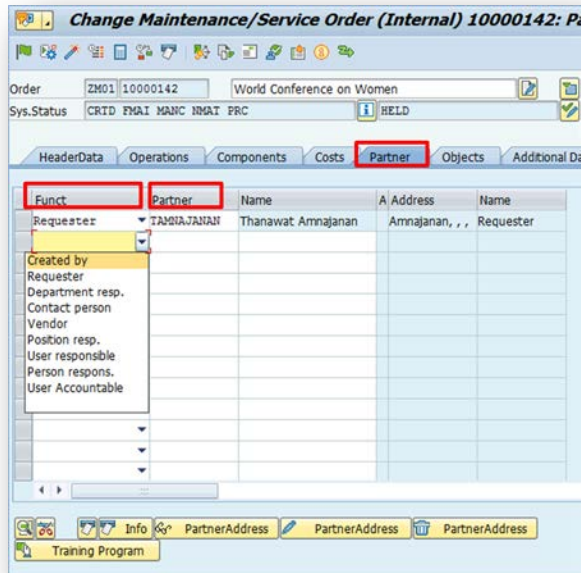 Change Maintenance/Service Order (Internal) 10000142: Pa
Order ZM01 10000142 World Conference on Women
Sys.Status CRTD FMAI MANC NMAT PRC HELD
HeaderData Operations Components Costs Partner Objects Additional Da
Funct Partner Name A Address Name
Requester TAMNAJANAN Thanawat Amnajanan Amnajanan, , , Requester
Created by
Requester
Department resp.
Contact person
Vendor
Position resp.
User responsible
Person respons.
User Accountable
Info PartnerAddress PartnerAddress PartnerAddress
Training Program